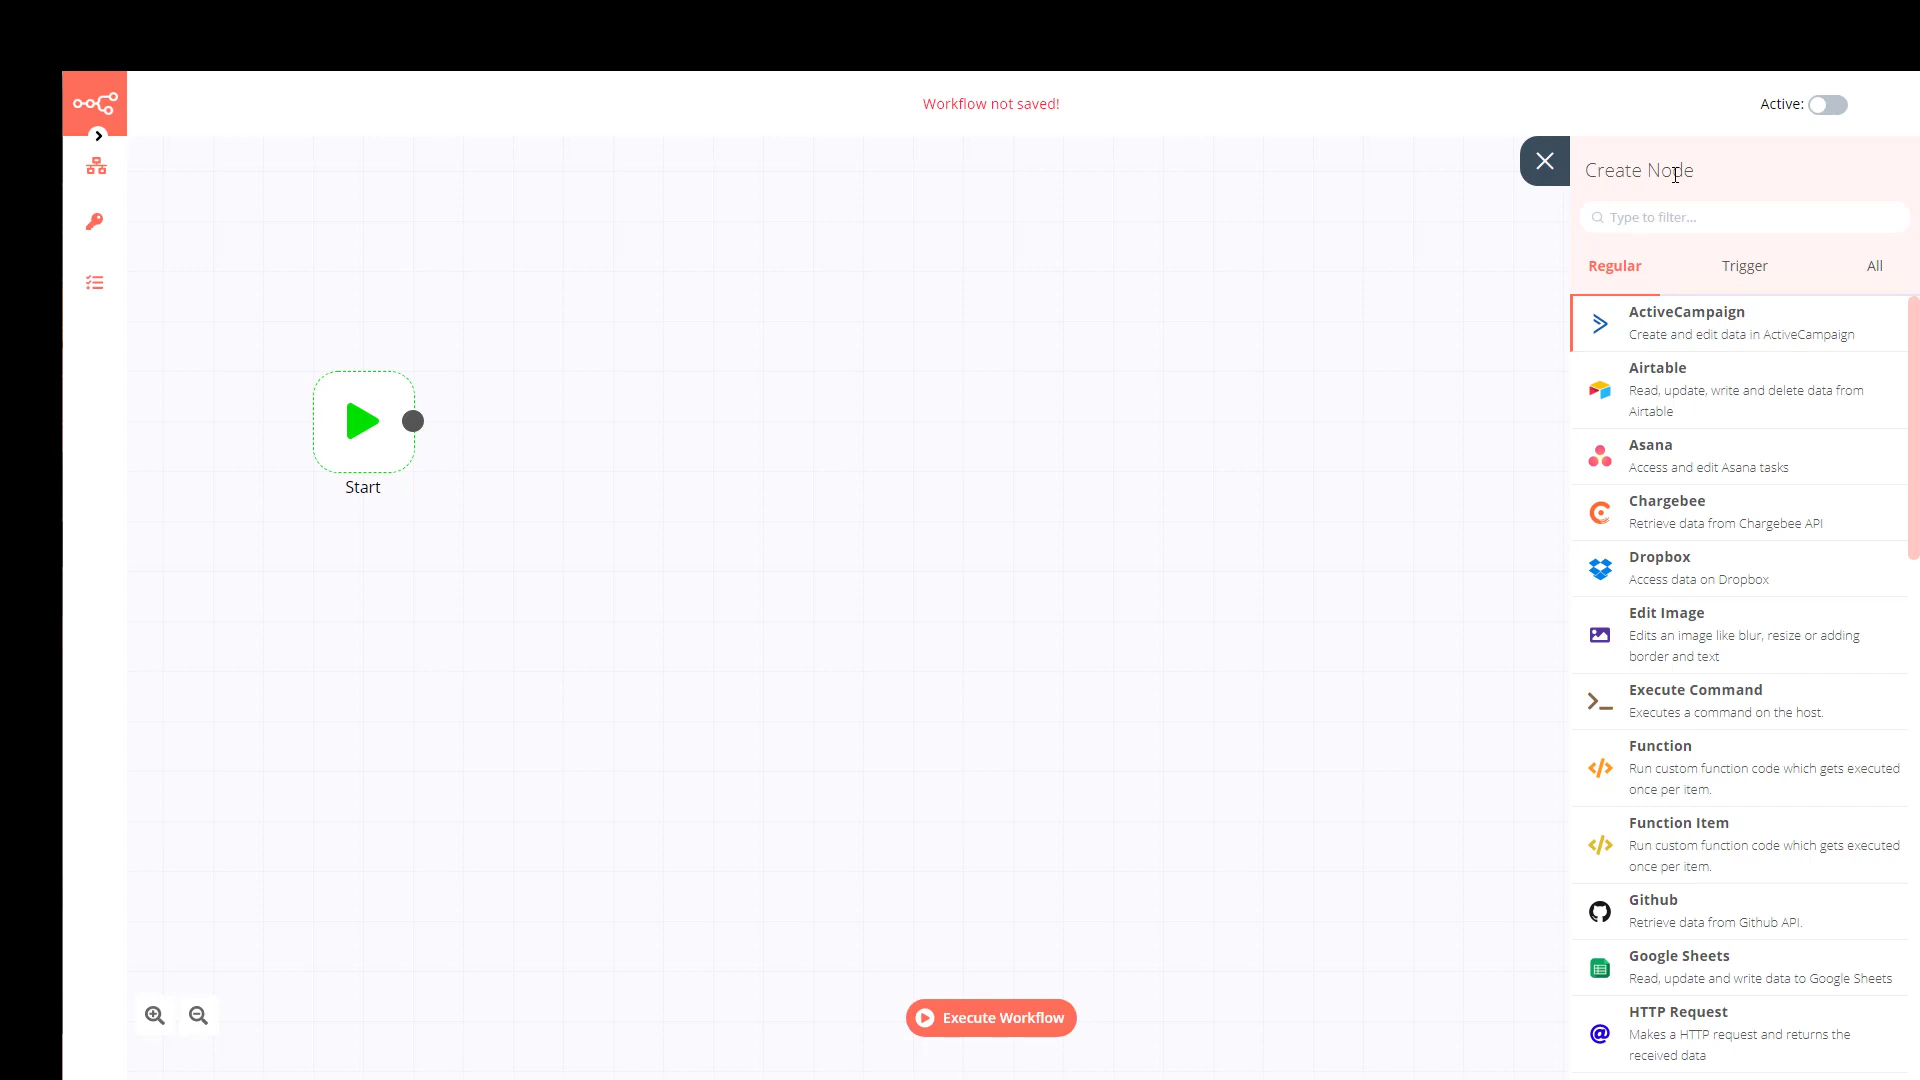 Workflow not saved!
Active:
Create Node
Type to filter...
Regular
Trigger
All
ActiveCampaign
Create and edit data in ActiveCampaign
Airtable
Read, update, write and delete data from
Airtable
Asana
Access and edit Asana tasks
Chargebee
Retrieve data from Chargebee API
Dropbox
Access data on Dropbox
Edit Image
Edits an image like blur, resize or adding
border and text
Execute Command
Executes a command on the host.
Function
Run custom function code which gets executed
once per item.
Function Item
Run custom function code which gets executed
once per item.
Github
Retrieve data from Github API.
Google Sheets
Read, update and write data to Google Sheets
HTTP Request
Makes a HTTP request and returns the
received data
Start
Execute Workflow